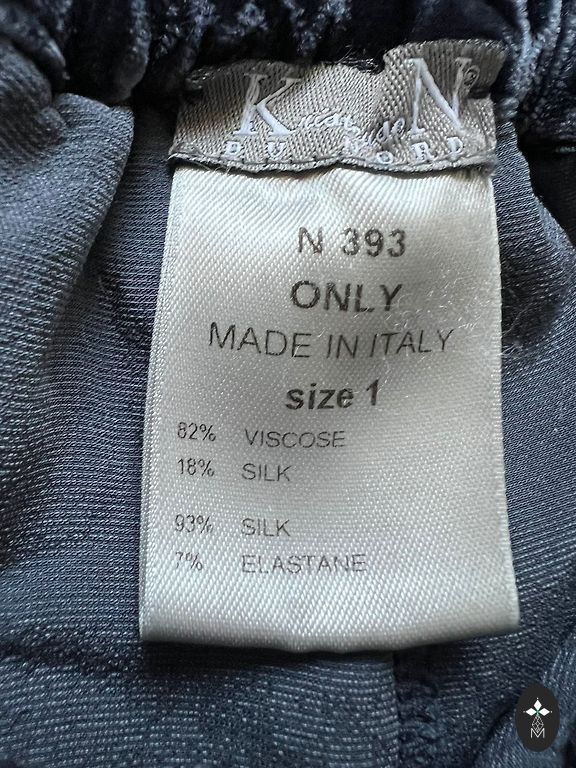 Kristensen
DU NORD
N 393
ONLY
MADE IN ITALY
size 1
82% VISCOSE
18% SILK
93% SILK
7% ELASTANE
M